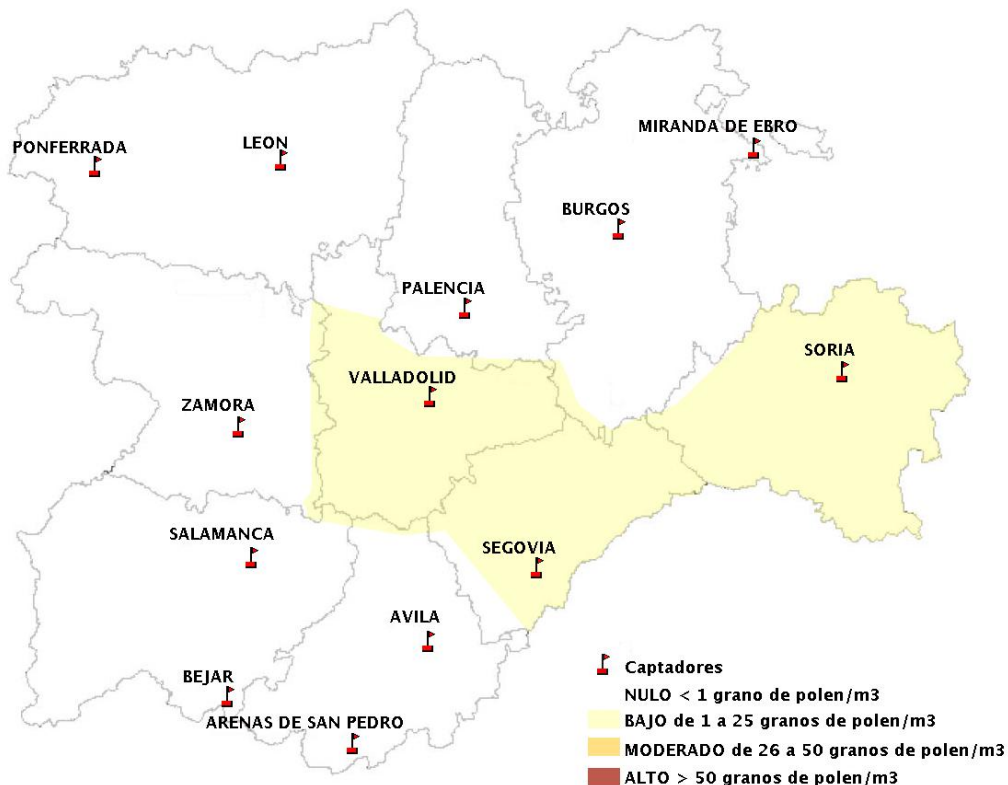 MIRANDA DE EBRO
PONFERRADA
LEON
BURGOS
PALENCIA
SORIA
VALLADOLID
ZAMORA
SALAMANCA
SEGOVIA
AVILA
BEJAR
ARENAS DE SAN PEDRO
Captadores
NULO < 1 grano de polen/m3
BAJO de 1 a 25 granos de polen/m3
MODERADO de 26 a 50 granos de polen/m3
ALTO > 50 granos de polen/m3